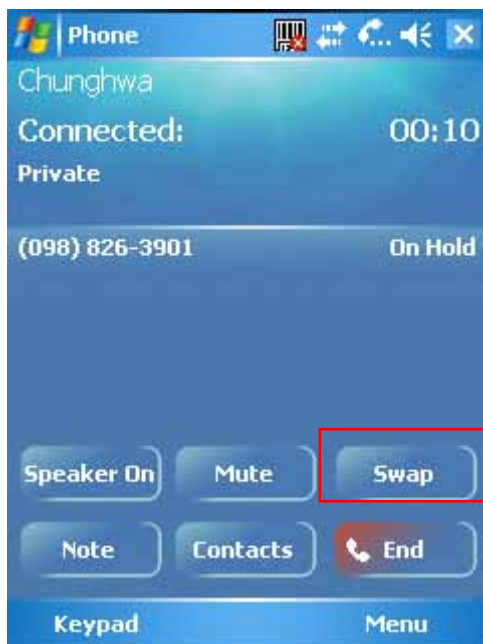 Phone
Chunghwa
Connected: 00:10
Private
(098) 826-3901 On Hold
Speaker On Mute Swap
Note Contacts End
Keypad Menu